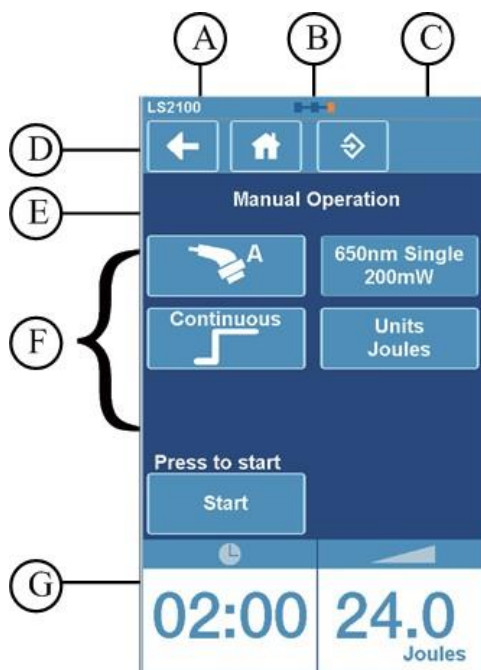 A
B
C
LS2100
D
E
Manual Operation
A
650nm Single
200mW
F
Continuous
Units
Joules
Press to start
Start
G
02:00
24.0
Joules